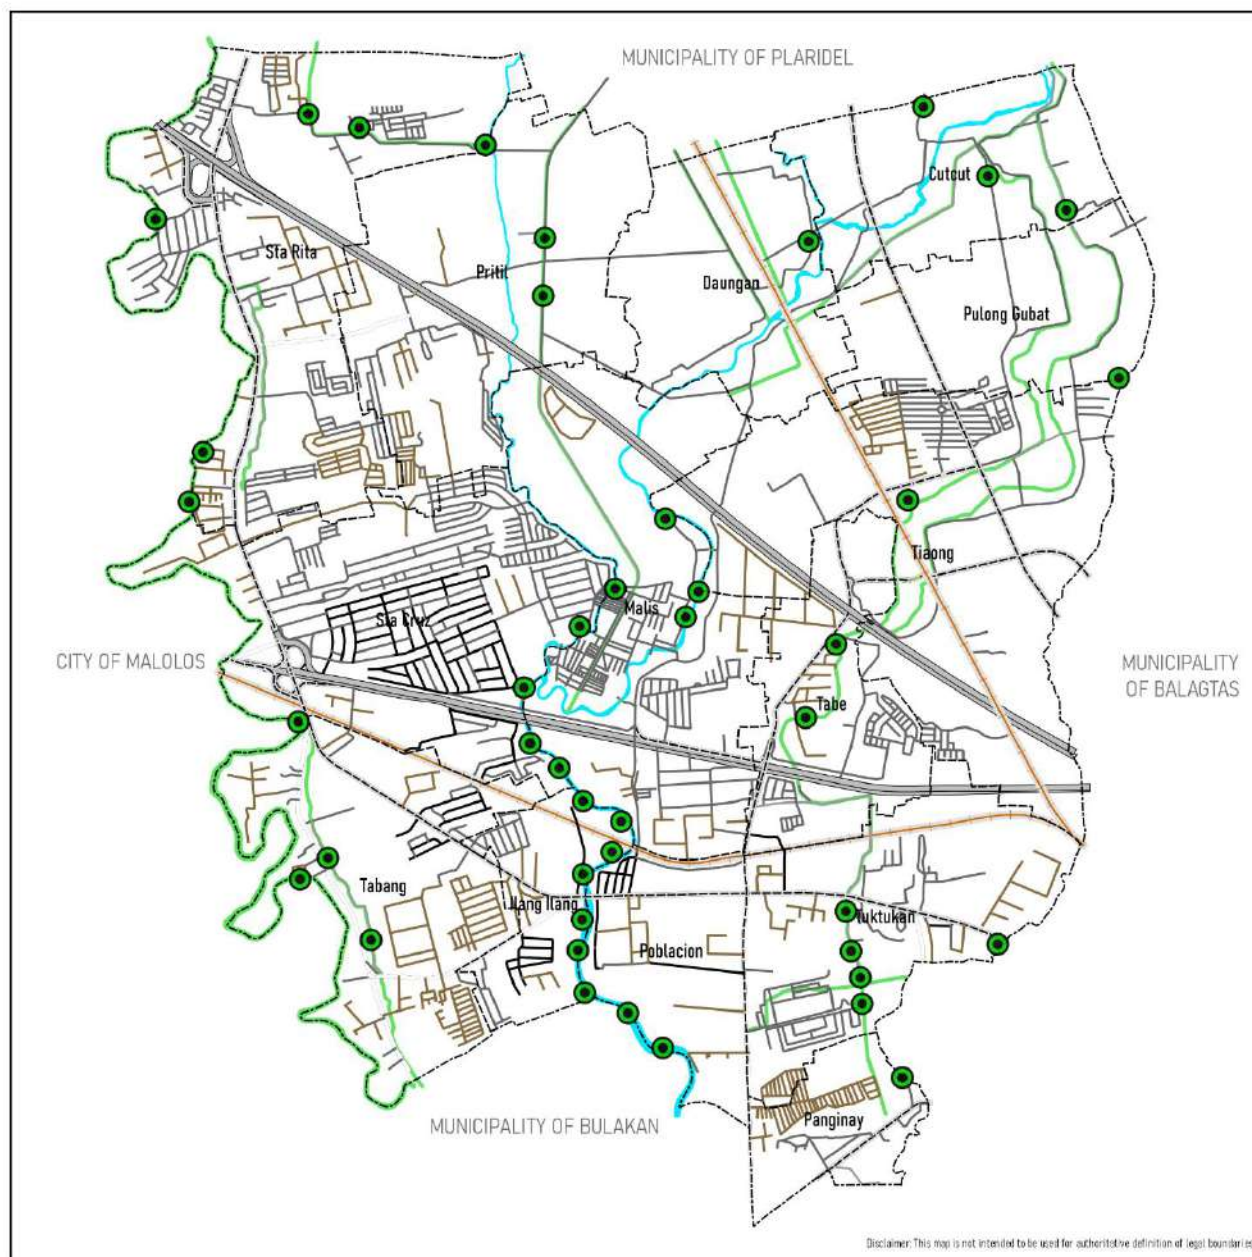 MUNICIPALITY OF PLARIDEL
Cutcut
Sta Rita
Pritil
Daungan
Pulong Gubat
Tiaong
Malis
Sta Cruz
CITY OF MALOLOS
MUNICIPALITY
OF BALAGTAS
Tabe
Tabang
Ilang Ilang
Tuktukan
Poblacion
MUNICIPALITY OF BULAKAN
Panginay
Disclaimer: This map is not intended to be used for authoritative definition of legal boundaries